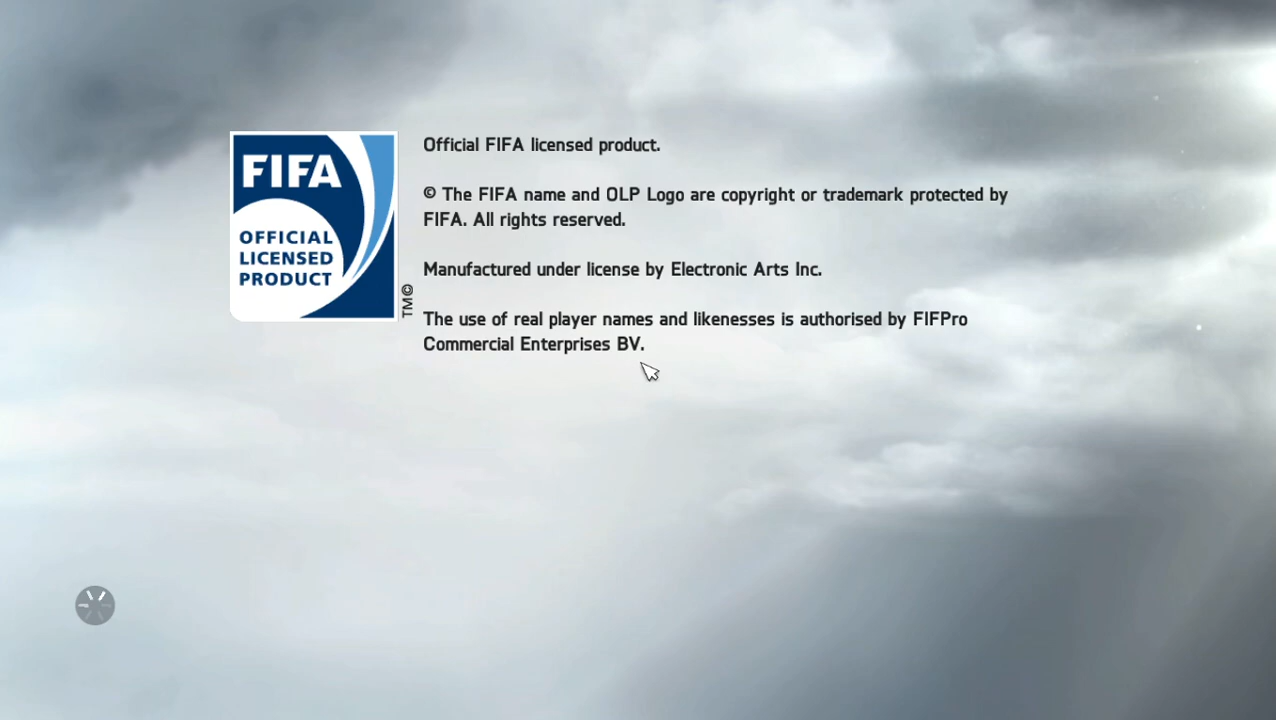 FIFA
OFFICIAL
LICENSED
PRODUCT
TM©
Official FIFA licensed product.
© The FIFA name and OLP Logo are copyright or trademark protected by
FIFA. All rights reserved.
Manufactured under license by Electronic Arts Inc.
The use of real player names and likenesses is authorised by FIFPro
Commercial Enterprises BV.